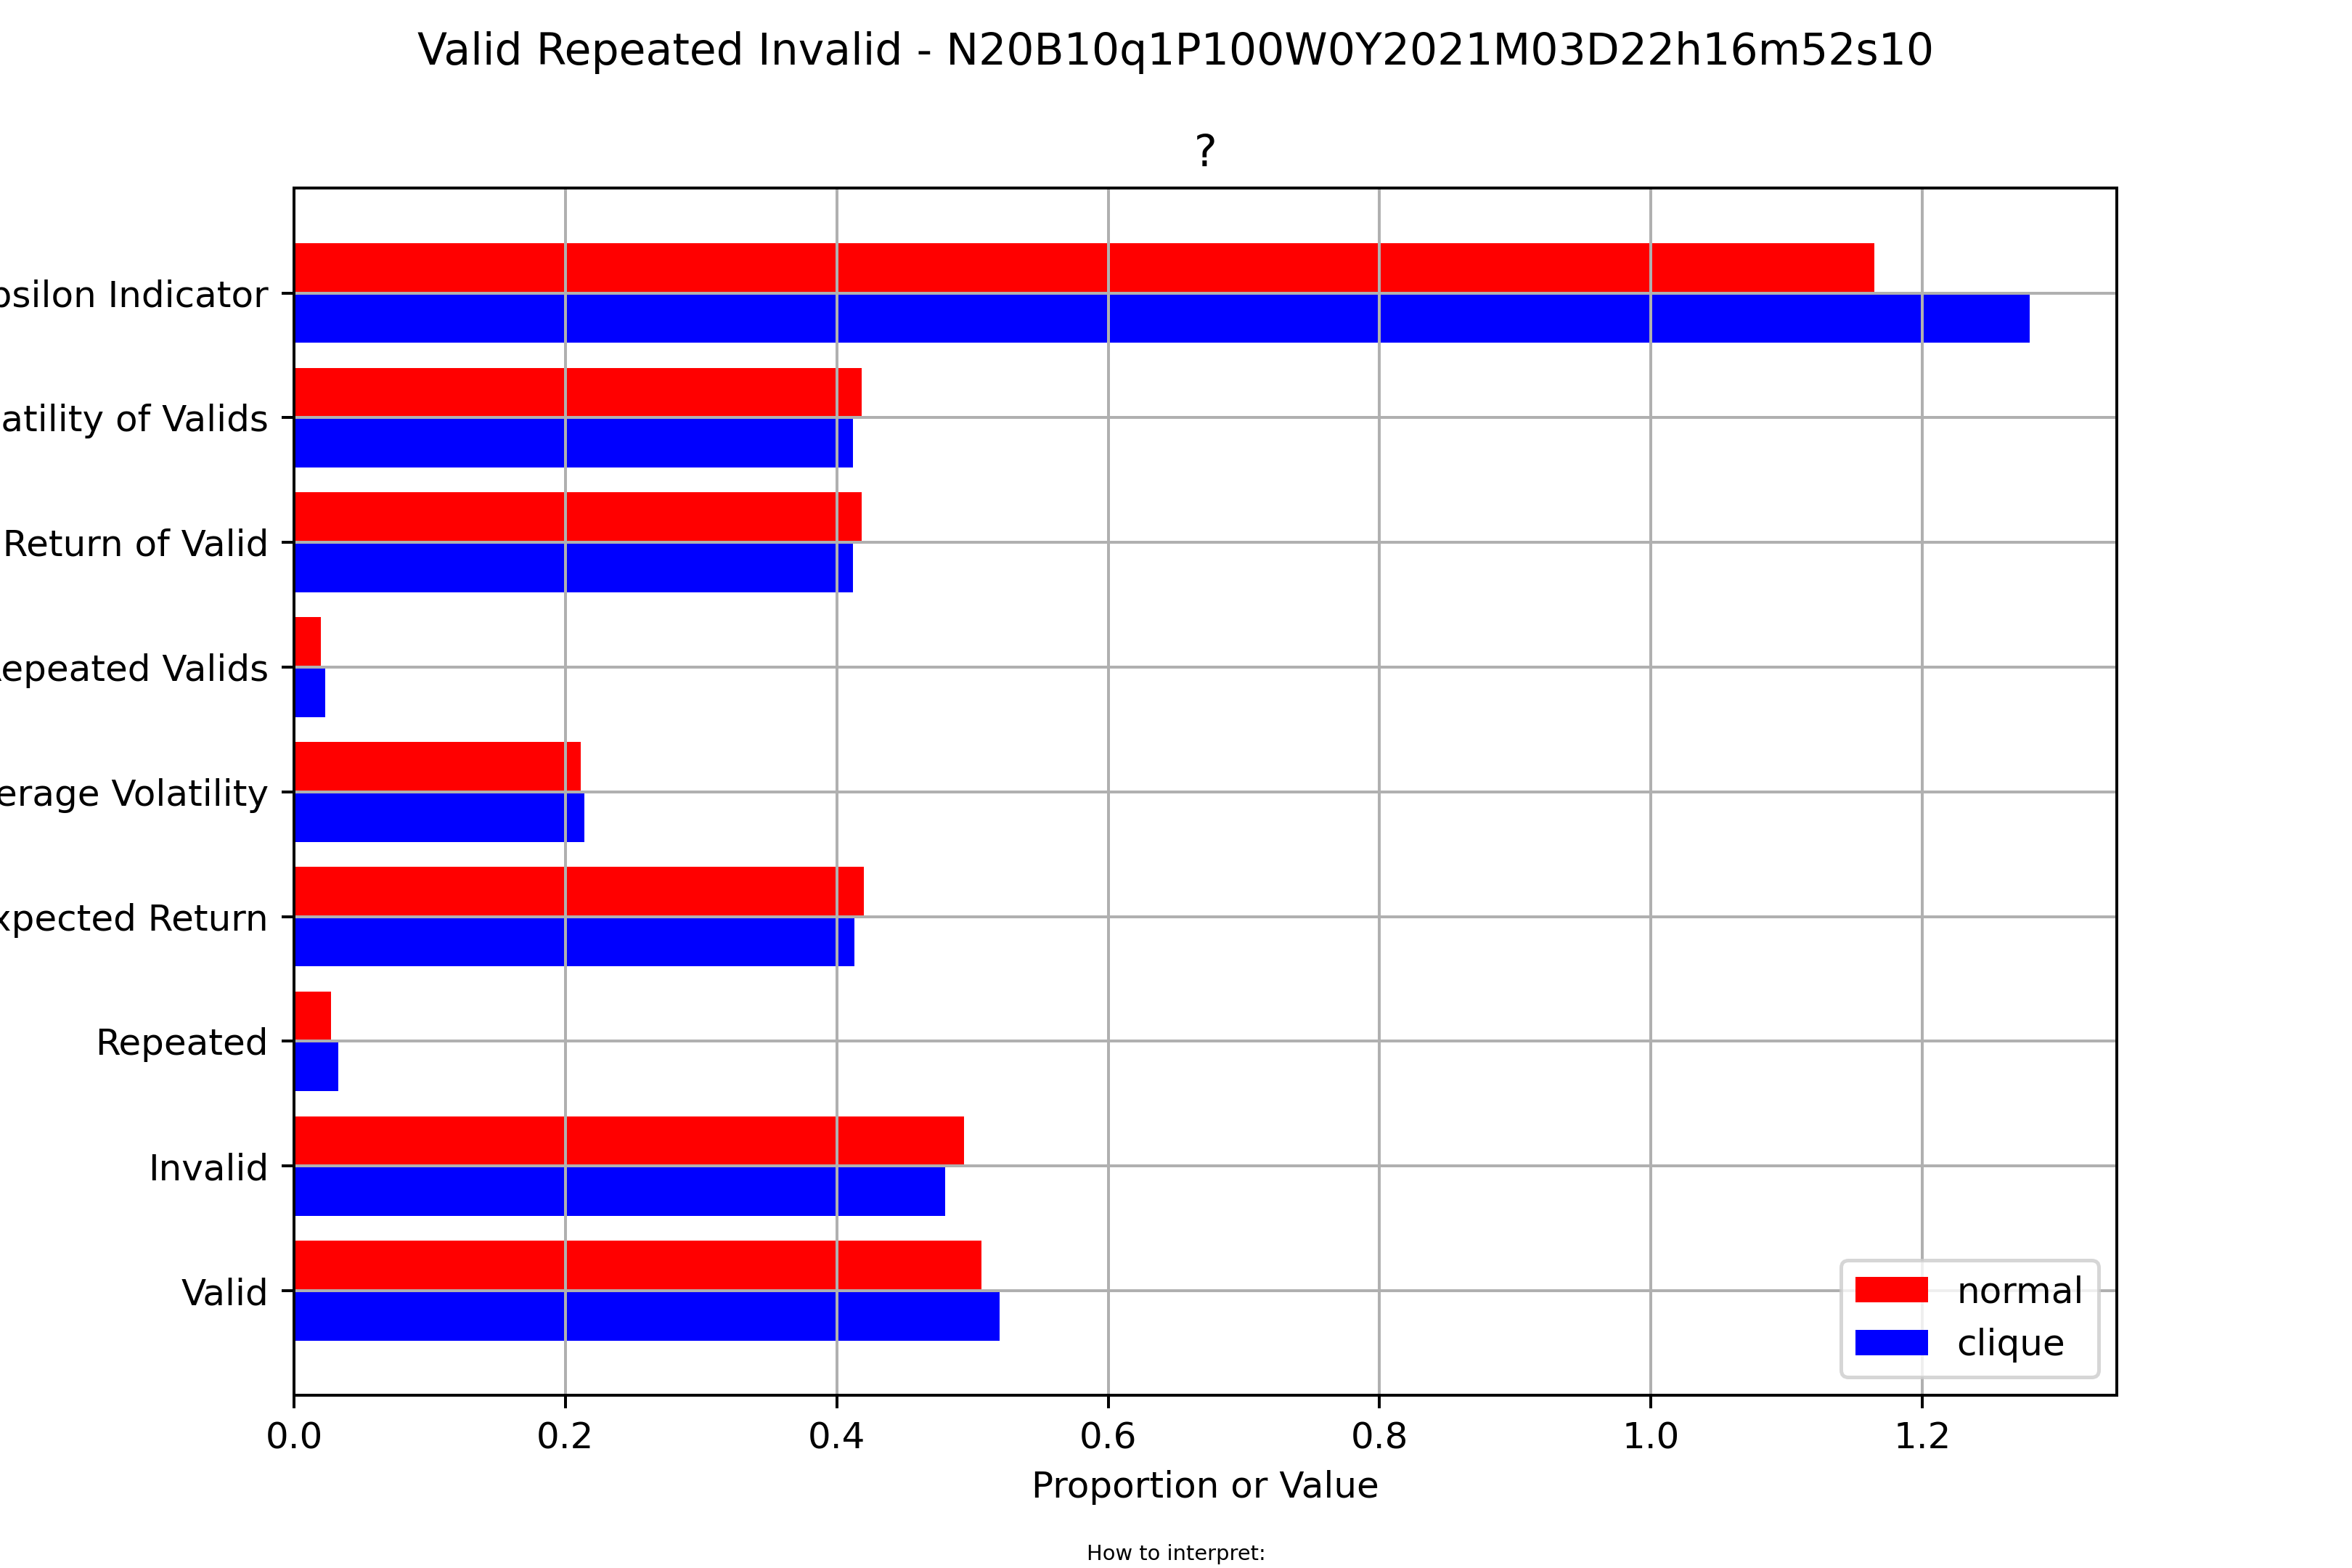 Valid Repeated Invalid - N20B10q1P100W0Y2021M03D22h16m52s10
?
psilon Indicator
atility of Valids
Return of Valid
epeated Valids
erage Volatility
xpected Return
Repeated
Invalid
Valid
normal
clique
0.0 0.2 0.4 0.6 0.8 1.0 1.2
Proportion or Value
How to interpret: